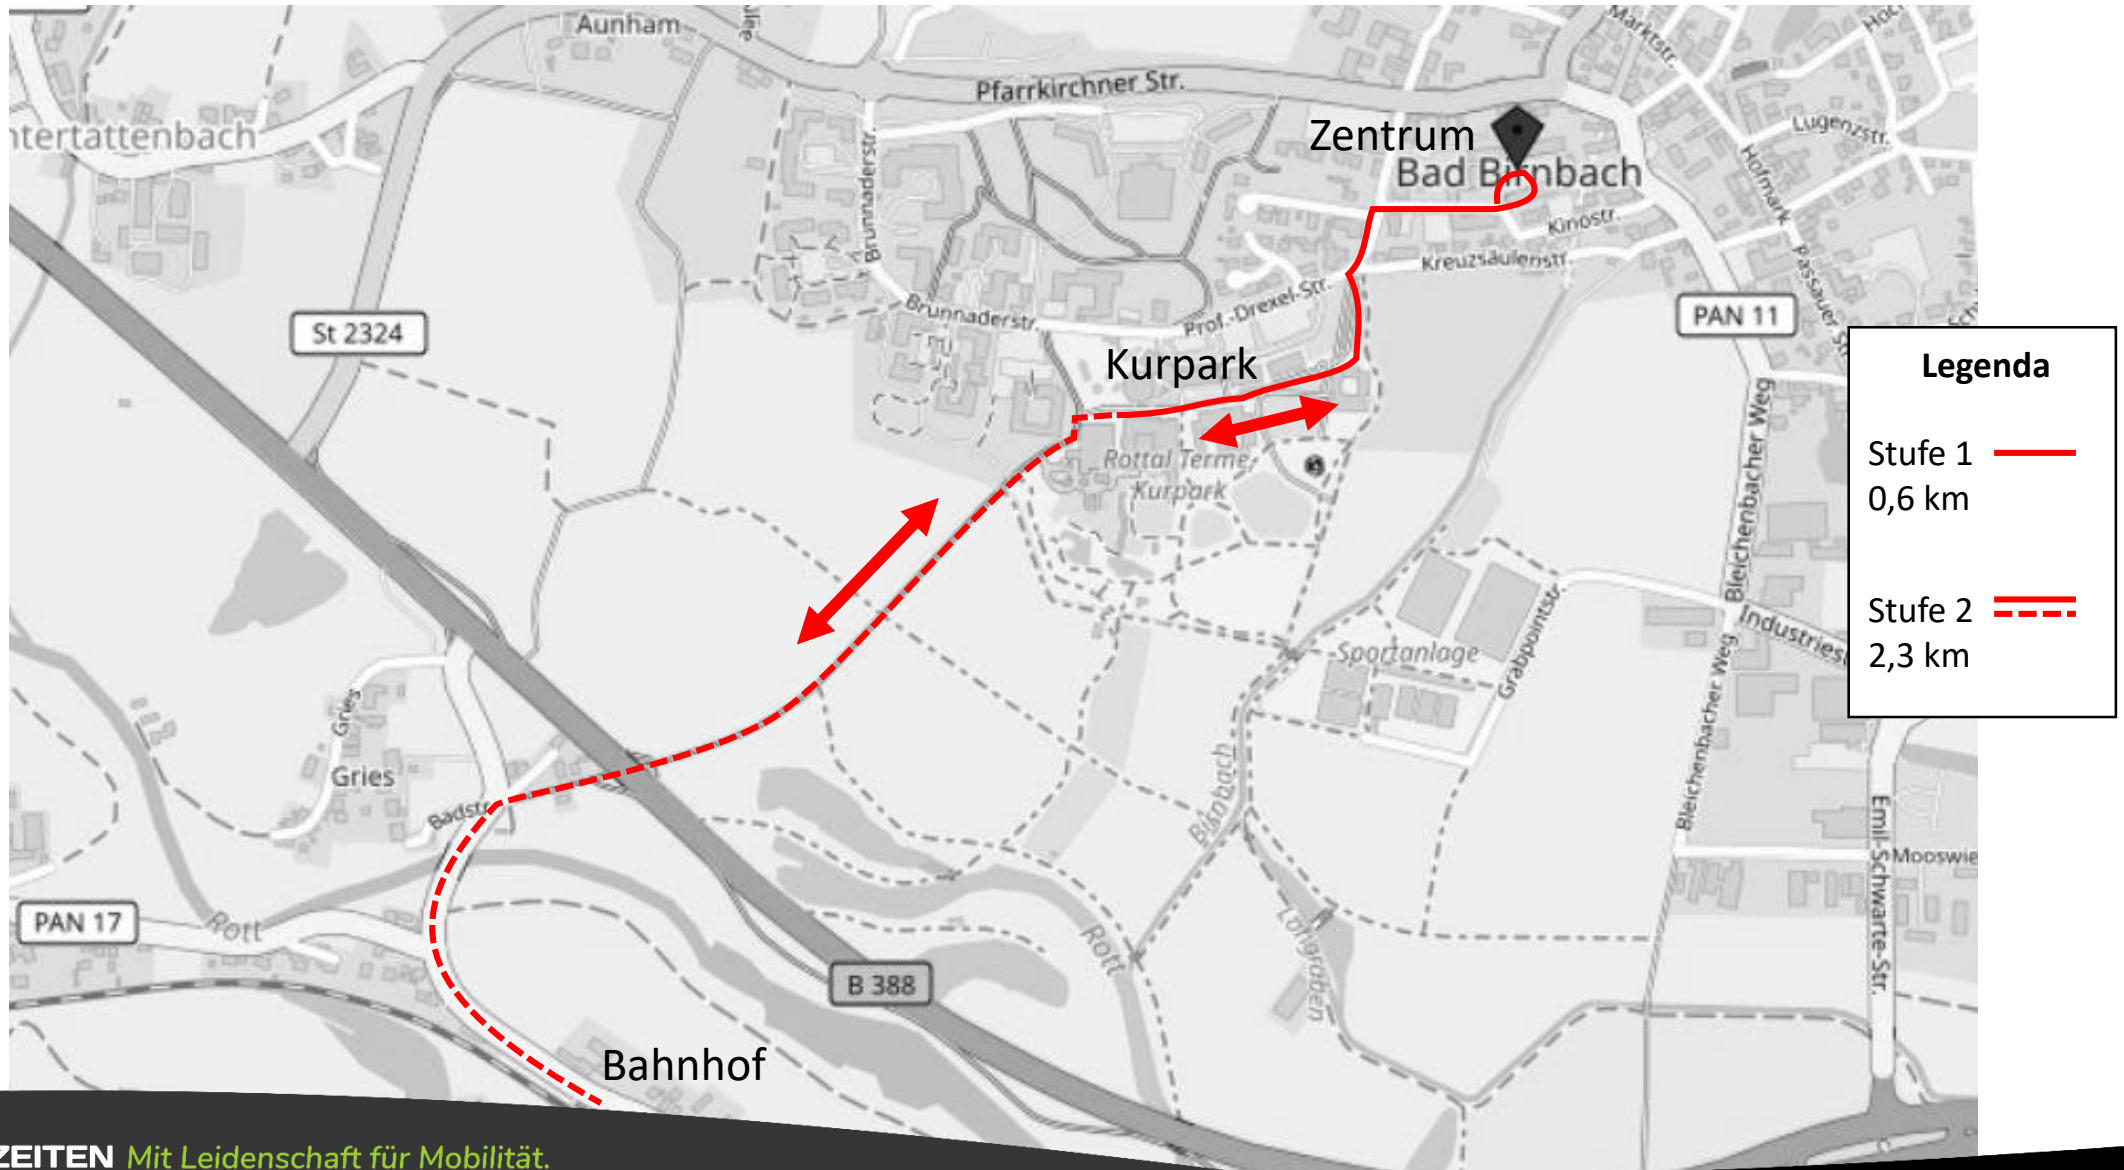 Aunham
Pfarrkirchner Str.
Marktstr.
Zentrum
Bad Birnbach
Lugenzstr.
Hofmark
Brunnaderstr.
Kinostr.
Kreuzsäulenstr.
Passauer Str.
PAN 11
St 2324
Brunnaderstr.
Prof.-Drexel-Str.
Kurpark
Legenda
Stufe 1
0,6 km
Stufe 2
2,3 km
Rottal Terme
Kurpark
Bleichenbacher Weg
Industriest
Sportanlage
Grabpointstr.
Bleichenbacher Weg
Gries
Gries
Badstr.
Birnbach
Emil-Schwarte-Str.
Mooswie
PAN 17
Rott
Rott
Lohgraben
B 388
Bahnhof
ZEITEN Mit Leidenschaft für Mobilität.